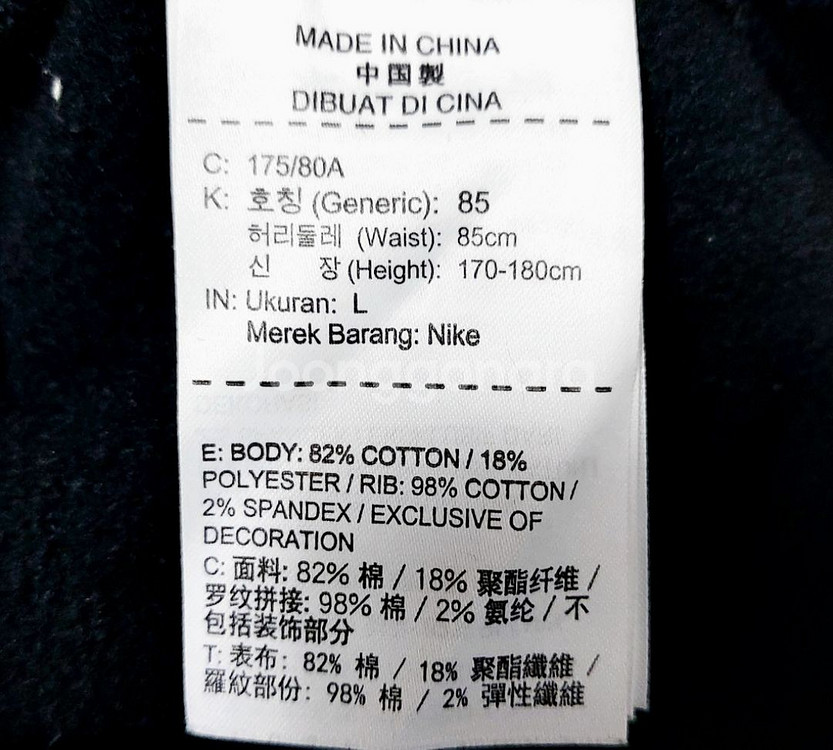 MADE IN CHINA
中国製
DIBUAT DI CINA
C: 175/80A
K: 호칭 (Generic): 85
허리둘레 (Waist): 85cm
신 장 (Height): 170-180cm
IN: Ukuran: L
Merek Barang: Nike
E: BODY: 82% COTTON / 18%
POLYESTER / RIB: 98% COTTON /
2% SPANDEX / EXCLUSIVE OF
DECORATION
C: 面料: 82% 棉 / 18% 聚酯纤维 /
罗纹拼接: 98% 棉 / 2% 氨纶 / 不
包括装饰部分
T: 表布: 82% 棉 / 18% 聚酯纖維 /
羅紋部份: 98% 棉 / 2% 彈性纖維